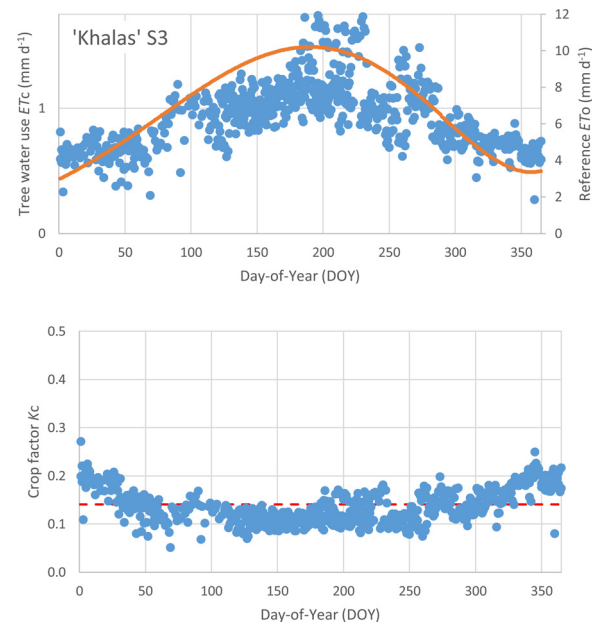 'Khalas' S3
Tree water use ETc (mm d⁻¹)
1
0
12
10
8
6
4
2
0
Reference ETo (mm d⁻¹)
0 50 100 150 200 250 300 350
Day-of-Year (DOY)
Crop factor Kc
0.5
0.4
0.3
0.2
0.1
0.0
0 50 100 150 200 250 300 350
Day-of-Year (DOY)